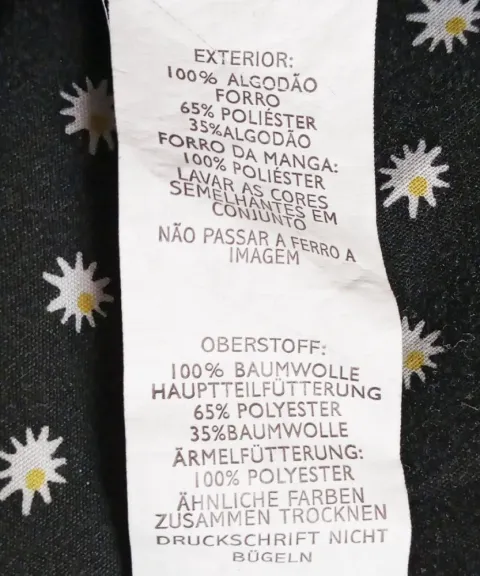 EXTERIOR:
100% ALGODÃO
FORRO
65% POLIÉSTER
35%ALGODÃO
FORRO DA MANGA:
100% POLIÉSTER
LAVAR AS CORES
SEMELHANTES EM
CONJUNTO
NÃO PASSAR A FERRO A
IMAGEM
OBERSTOFF:
100% BAUMWOLLE
HAUPTTEILFÜTTERUNG
65% POLYESTER
35%BAUMWOLLE
ÄRMELFÜTTERUNG:
100% POLYESTER
ÄHNLICHE FARBEN
ZUSAMMEN TROCKNEN
DRUCKSCHRIFT NICHT
BÜGELN